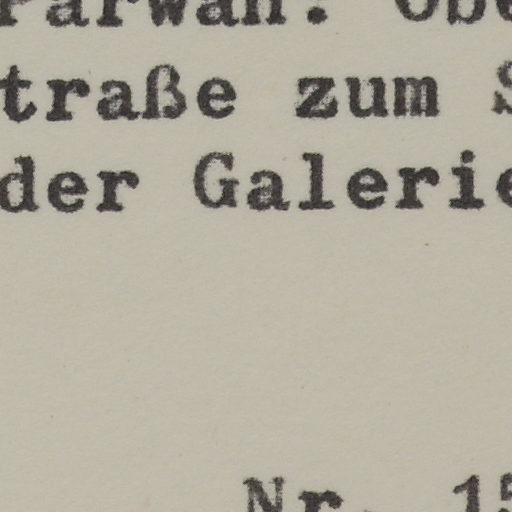 Parwan. Obe
traße zum S
der Galerie
Nr. 15